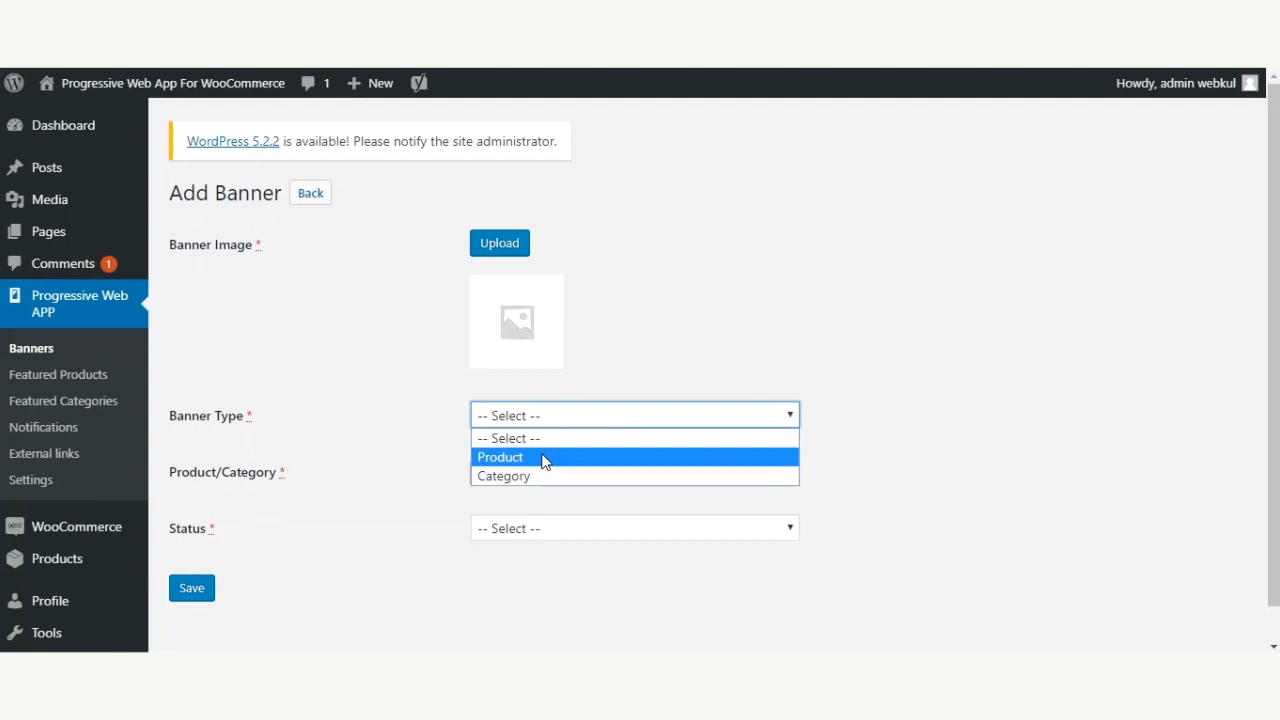 Progressive Web App For WooCommerce 1 New Howdy, admin webkul
Dashboard
Posts
Media
Pages
Comments 1
Progressive Web
APP
Banners
Featured Products
Featured Categories
Notifications
External links
Settings
WooCommerce
Products
Profile
Tools
WordPress 5.2.2 is available! Please notify the site administrator.
Add Banner Back
Banner Image * Upload
Banner Type * -- Select --
-- Select --
Product
Category
Product/Category *
Status * -- Select --
Save